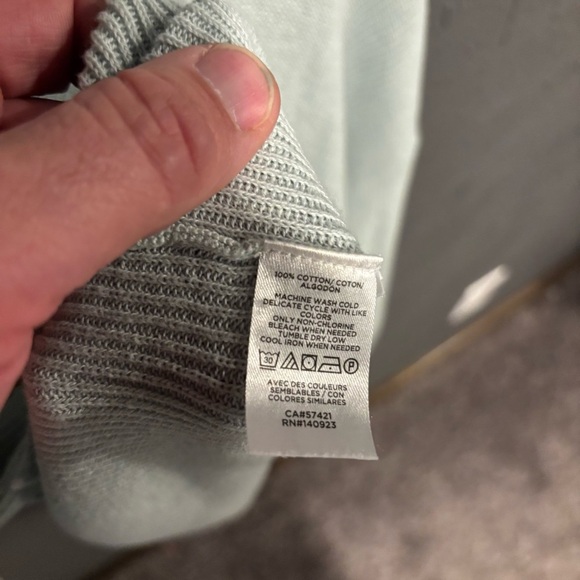 100% COTTON/ COTON/
ALGODON
MACHINE WASH COLD
DELICATE CYCLE WITH LIKE
COLORS
ONLY NON-CHLORINE
BLEACH WHEN NEEDED
TUMBLE DRY LOW
COOL IRON WHEN NEEDED
30 P
AVEC DES COULEURS
SEMBLABLES / CON
COLORES SIMILARES
CA#57421
RN#140923